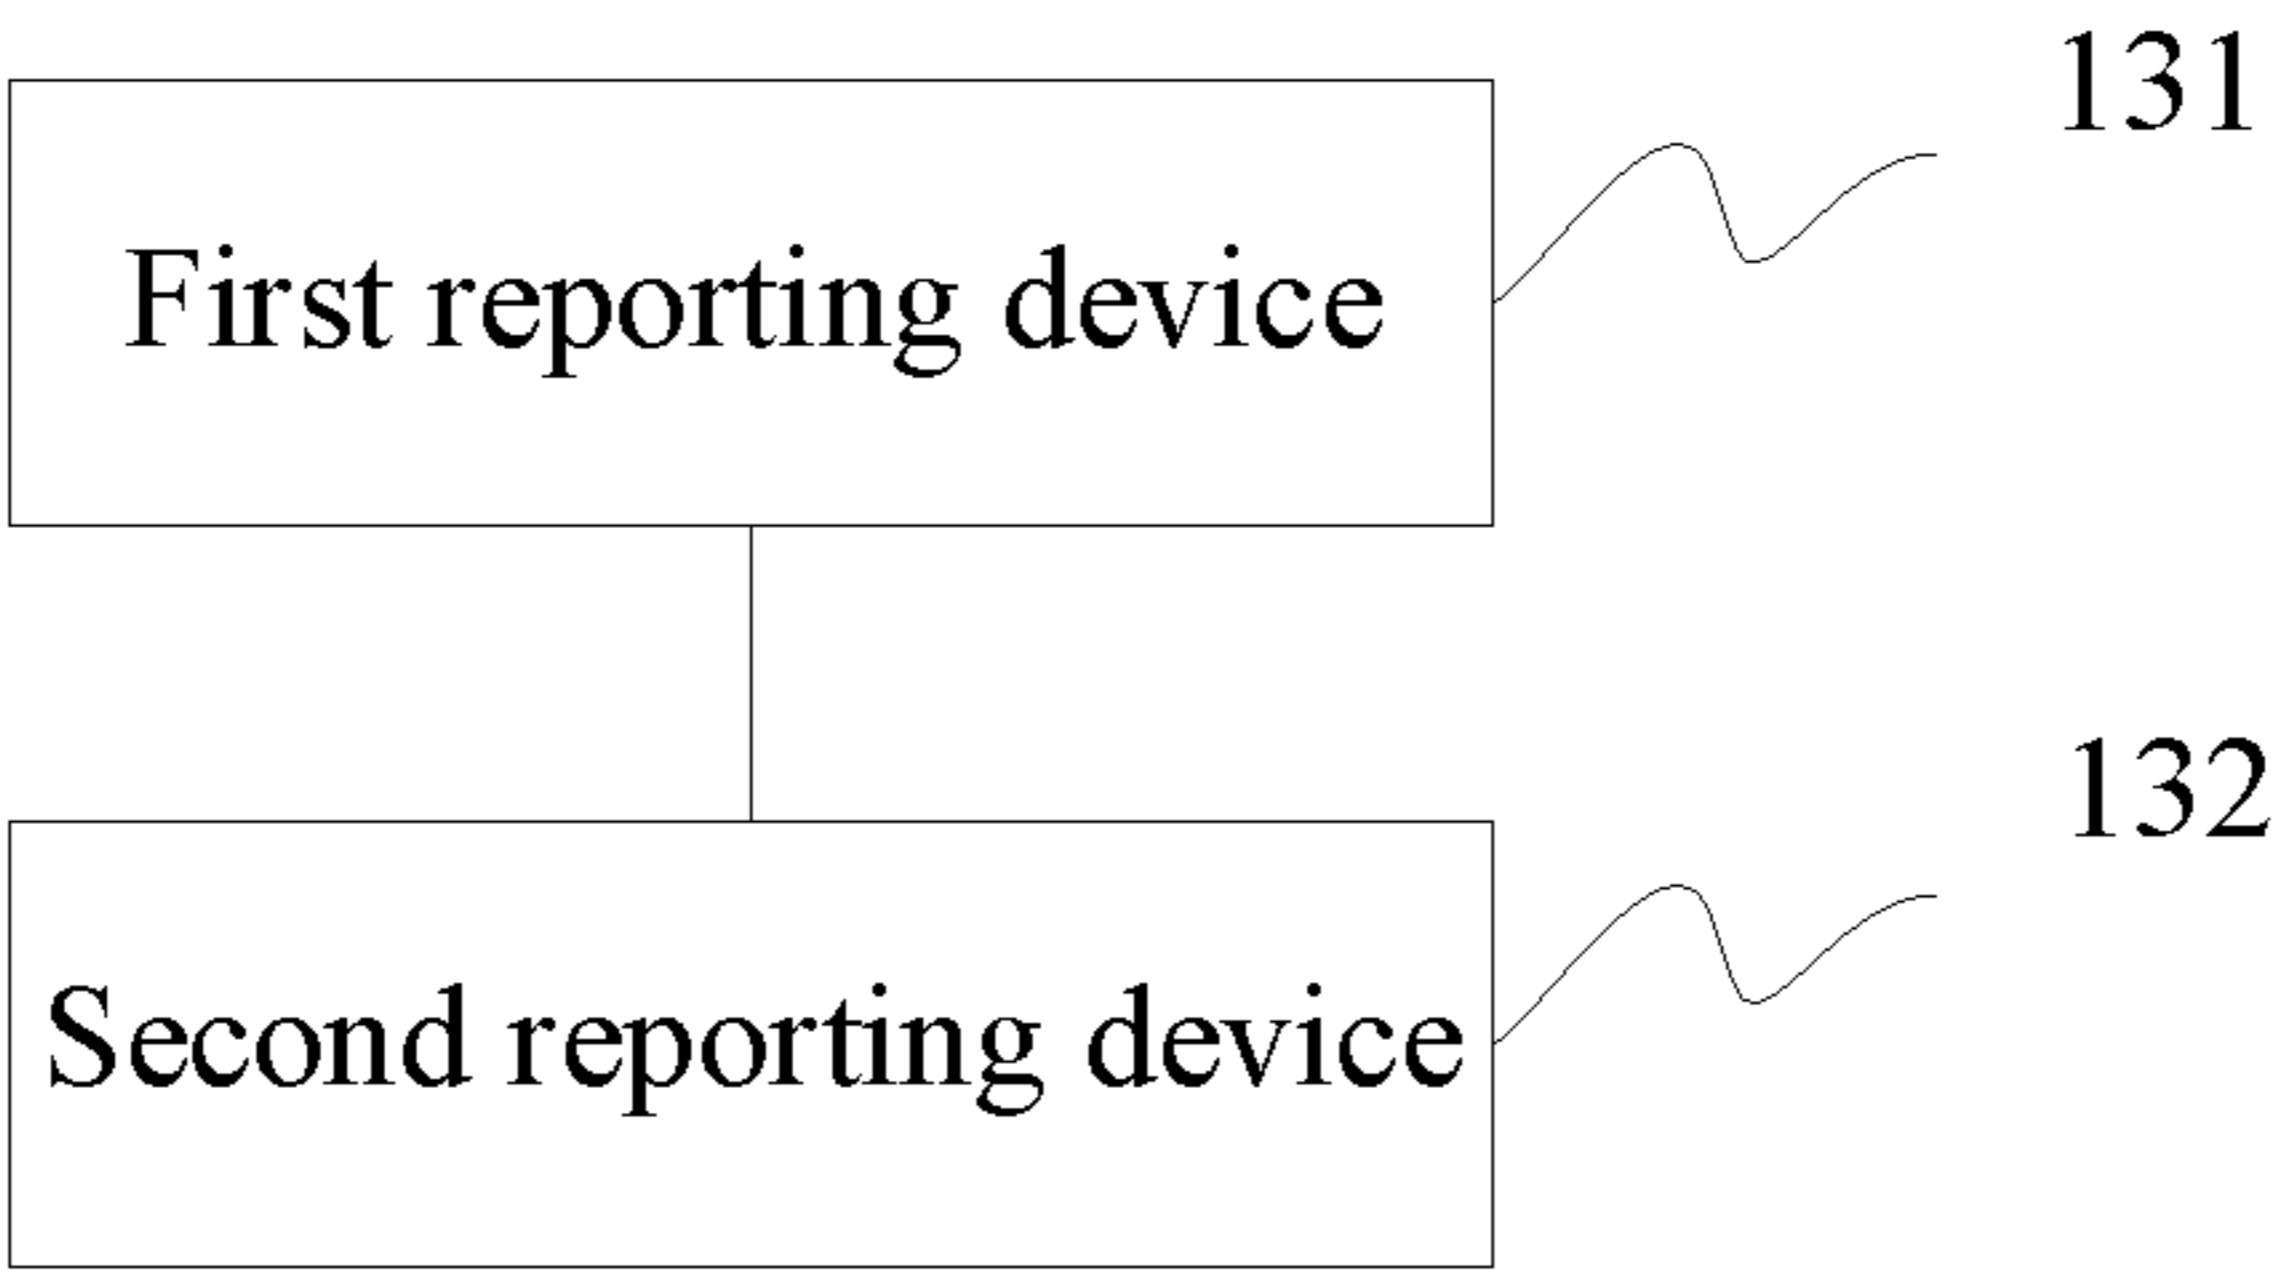 131
First reporting device
132
Second reporting device